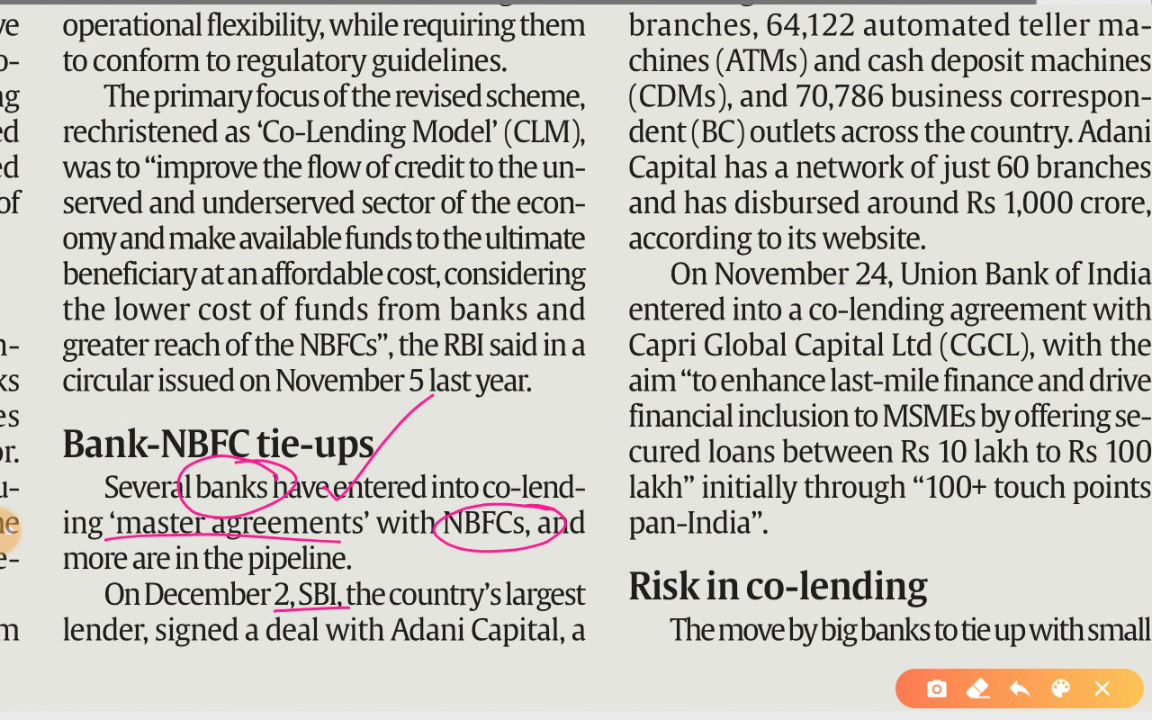 ve
o-
ng
ed
ed
of
n-
ks
es
or.
u-
ne
e-
m
operational flexibility, while requiring them
to conform to regulatory guidelines.
The primary focus of the revised scheme,
rechristened as ‘Co-Lending Model’ (CLM),
was to “improve the flow of credit to the un-
served and underserved sector of the econ-
omy and make available funds to the ultimate
beneficiary at an affordable cost, considering
the lower cost of funds from banks and
greater reach of the NBFCs”, the RBI said in a
circular issued on November 5 last year.
Bank-NBFC tie-ups
Several banks have entered into co-lend-
ing ‘master agreements’ with NBFCs, and
more are in the pipeline.
On December 2, SBI, the country’s largest
lender, signed a deal with Adani Capital, a
branches, 64,122 automated teller ma-
chines (ATMs) and cash deposit machines
(CDMs), and 70,786 business correspon-
dent (BC) outlets across the country. Adani
Capital has a network of just 60 branches
and has disbursed around Rs 1,000 crore,
according to its website.
On November 24, Union Bank of India
entered into a co-lending agreement with
Capri Global Capital Ltd (CGCL), with the
aim “to enhance last-mile finance and drive
financial inclusion to MSMEs by offering se-
cured loans between Rs 10 lakh to Rs 100
lakh” initially through “100+ touch points
pan-India”.
Risk in co-lending
The move by big banks to tie up with small